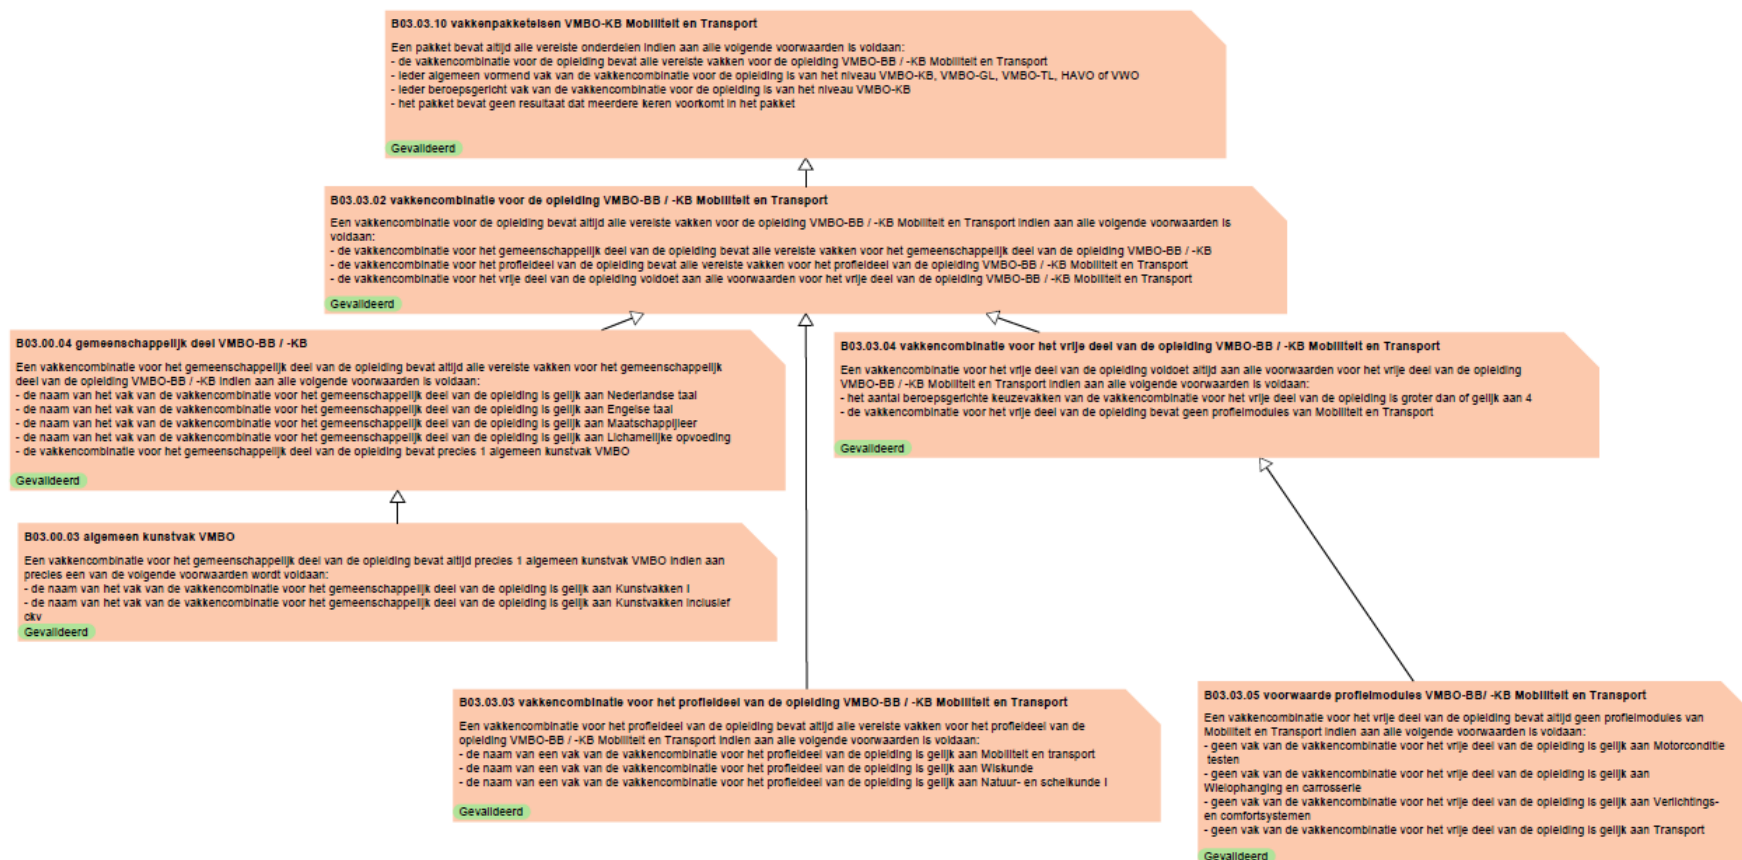 B03.03.10 vakkenpakketeisen VMBO-KB Mobiliteit en Transport
Een pakket bevat altijd alle vereiste onderdelen indien aan alle volgende voorwaarden is voldaan:
- de vakkencombinatie voor de opleiding bevat alle vereiste vakken voor de opleiding VMBO-BB / -KB Mobiliteit en Transport
- ieder algemeen vormend vak van de vakkencombinatie voor de opleiding is van het niveau VMBO-KB, VMBO-GL, VMBO-TL, HAVO of VWO
- ieder beroepsgericht vak van de vakkencombinatie voor de opleiding is van het niveau VMBO-KB
- het pakket bevat geen resultaat dat meerdere keren voorkomt in het pakket
Gevalideerd
B03.03.02 vakkencombinatie voor de opleiding VMBO-BB / -KB Mobiliteit en Transport
Een vakkencombinatie voor de opleiding bevat altijd alle vereiste vakken voor de opleiding VMBO-BB / -KB Mobiliteit en Transport indien aan alle volgende voorwaarden is
voldaan:
- de vakkencombinatie voor het gemeenschappelijk deel van de opleiding bevat alle vereiste vakken voor het gemeenschappelijk deel van de opleiding VMBO-BB / -KB
- de vakkencombinatie voor het profieldeel van de opleiding bevat alle vereiste vakken voor het profieldeel van de opleiding VMBO-BB / -KB Mobiliteit en Transport
- de vakkencombinatie voor het vrije deel van de opleiding voldoet aan alle voorwaarden voor het vrije deel van de opleiding VMBO-BB / -KB Mobiliteit en Transport
Gevalideerd
B03.00.04 gemeenschappelijk deel VMBO-BB / -KB
Een vakkencombinatie voor het gemeenschappelijk deel van de opleiding bevat altijd alle vereiste vakken voor het gemeenschappelijk
deel van de opleiding VMBO-BB / -KB indien aan alle volgende voorwaarden is voldaan:
- de naam van het vak van de vakkencombinatie voor het gemeenschappelijk deel van de opleiding is gelijk aan Nederlandse taal
- de naam van het vak van de vakkencombinatie voor het gemeenschappelijk deel van de opleiding is gelijk aan Engelse taal
- de naam van het vak van de vakkencombinatie voor het gemeenschappelijk deel van de opleiding is gelijk aan Maatschappijleer
- de naam van het vak van de vakkencombinatie voor het gemeenschappelijk deel van de opleiding is gelijk aan Lichamelijke opvoeding
- de vakkencombinatie voor het gemeenschappelijk deel van de opleiding bevat precies 1 algemeen kunstvak VMBO
Gevalideerd
B03.03.04 vakkencombinatie voor het vrije deel van de opleiding VMBO-BB / -KB Mobiliteit en Transport
Een vakkencombinatie voor het vrije deel van de opleiding voldoet altijd aan alle voorwaarden voor het vrije deel van de opleiding
VMBO-BB / -KB Mobiliteit en Transport indien aan alle volgende voorwaarden is voldaan:
- het aantal beroepsgerichte keuzevakken van de vakkencombinatie voor het vrije deel van de opleiding is groter dan of gelijk aan 4
- de vakkencombinatie voor het vrije deel van de opleiding bevat geen profielmodules van Mobiliteit en Transport
Gevalideerd
B03.00.03 algemeen kunstvak VMBO
Een vakkencombinatie voor het gemeenschappelijk deel van de opleiding bevat altijd precies 1 algemeen kunstvak VMBO indien aan
precies een van de volgende voorwaarden wordt voldaan:
- de naam van het vak van de vakkencombinatie voor het gemeenschappelijk deel van de opleiding is gelijk aan Kunstvakken I
- de naam van het vak van de vakkencombinatie voor het gemeenschappelijk deel van de opleiding is gelijk aan Kunstvakken inclusief
ckv
Gevalideerd
B03.03.03 vakkencombinatie voor het profieldeel van de opleiding VMBO-BB / -KB Mobiliteit en Transport
Een vakkencombinatie voor het profieldeel van de opleiding bevat altijd alle vereiste vakken voor het profieldeel van de
opleiding VMBO-BB / -KB Mobiliteit en Transport indien aan alle volgende voorwaarden is voldaan:
- de naam van een vak van de vakkencombinatie voor het profieldeel van de opleiding is gelijk aan Mobiliteit en transport
- de naam van een vak van de vakkencombinatie voor het profieldeel van de opleiding is gelijk aan Wiskunde
- de naam van een vak van de vakkencombinatie voor het profieldeel van de opleiding is gelijk aan Natuur- en scheikunde I
Gevalideerd
B03.03.05 voorwaarde profielmodules VMBO-BB/ -KB Mobiliteit en Transport
Een vakkencombinatie voor het vrije deel van de opleiding bevat altijd geen profielmodules van
Mobiliteit en Transport indien aan alle volgende voorwaarden is voldaan:
- geen vak van de vakkencombinatie voor het vrije deel van de opleiding is gelijk aan Motorconditie
testen
- geen vak van de vakkencombinatie voor het vrije deel van de opleiding is gelijk aan
Wielophanging en carrosserie
- geen vak van de vakkencombinatie voor het vrije deel van de opleiding is gelijk aan Verlichtings-
en comfortsystemen
- geen vak van de vakkencombinatie voor het vrije deel van de opleiding is gelijk aan Transport
Gevalideerd